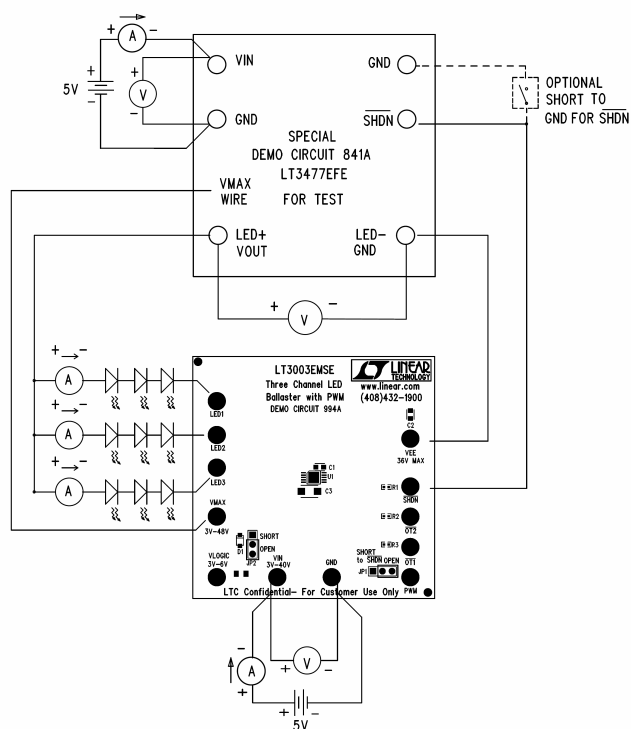 + A -
5V + -
+ V -
VIN
GND
GND
SHDN
OPTIONAL
SHORT TO
GND FOR SHDN
SPECIAL
DEMO CIRCUIT 841A
LT3477EFE
FOR TEST
VMAX
WIRE
LED+
VOUT
LED-
GND
+ V -
+ -
A
+ -
A
+ -
A
LT3003EMSE
Three Channel LED
Ballaster with PWM
DEMO CIRCUIT 994A
LT LINEAR
TECHNOLOGY
www.linear.com
(408)432-1900
LED1
LED2
LED3
C2
VEE
36V MAX
C1
U1
C3
R1
SHDN
R2
OT2
R3
OT1
VMAX
3V-48V
VLOGIC
3V-6V
D1
SHORT
OPEN
JP2
VIN
3V-40V
GND
SHORT
to SHDN OPEN
JP1
PWM
LTC Confidential- For Customer Use Only
- A +
+ V -
+ -
5V